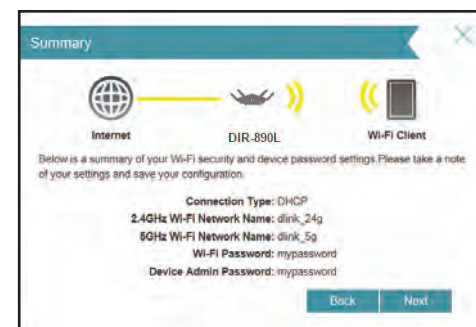 Summary
Internet DIR-890L Wi-Fi Client
Below is a summary of your Wi-Fi security and device password settings.Please take a note
of your settings and save your configuration.
Connection Type: DHCP
2.4GHz Wi-Fi Network Name: dlink_24g
5GHz Wi-Fi Network Name: dlink_5g
Wi-Fi Password: mypassword
Device Admin Password: mypassword
Back Next